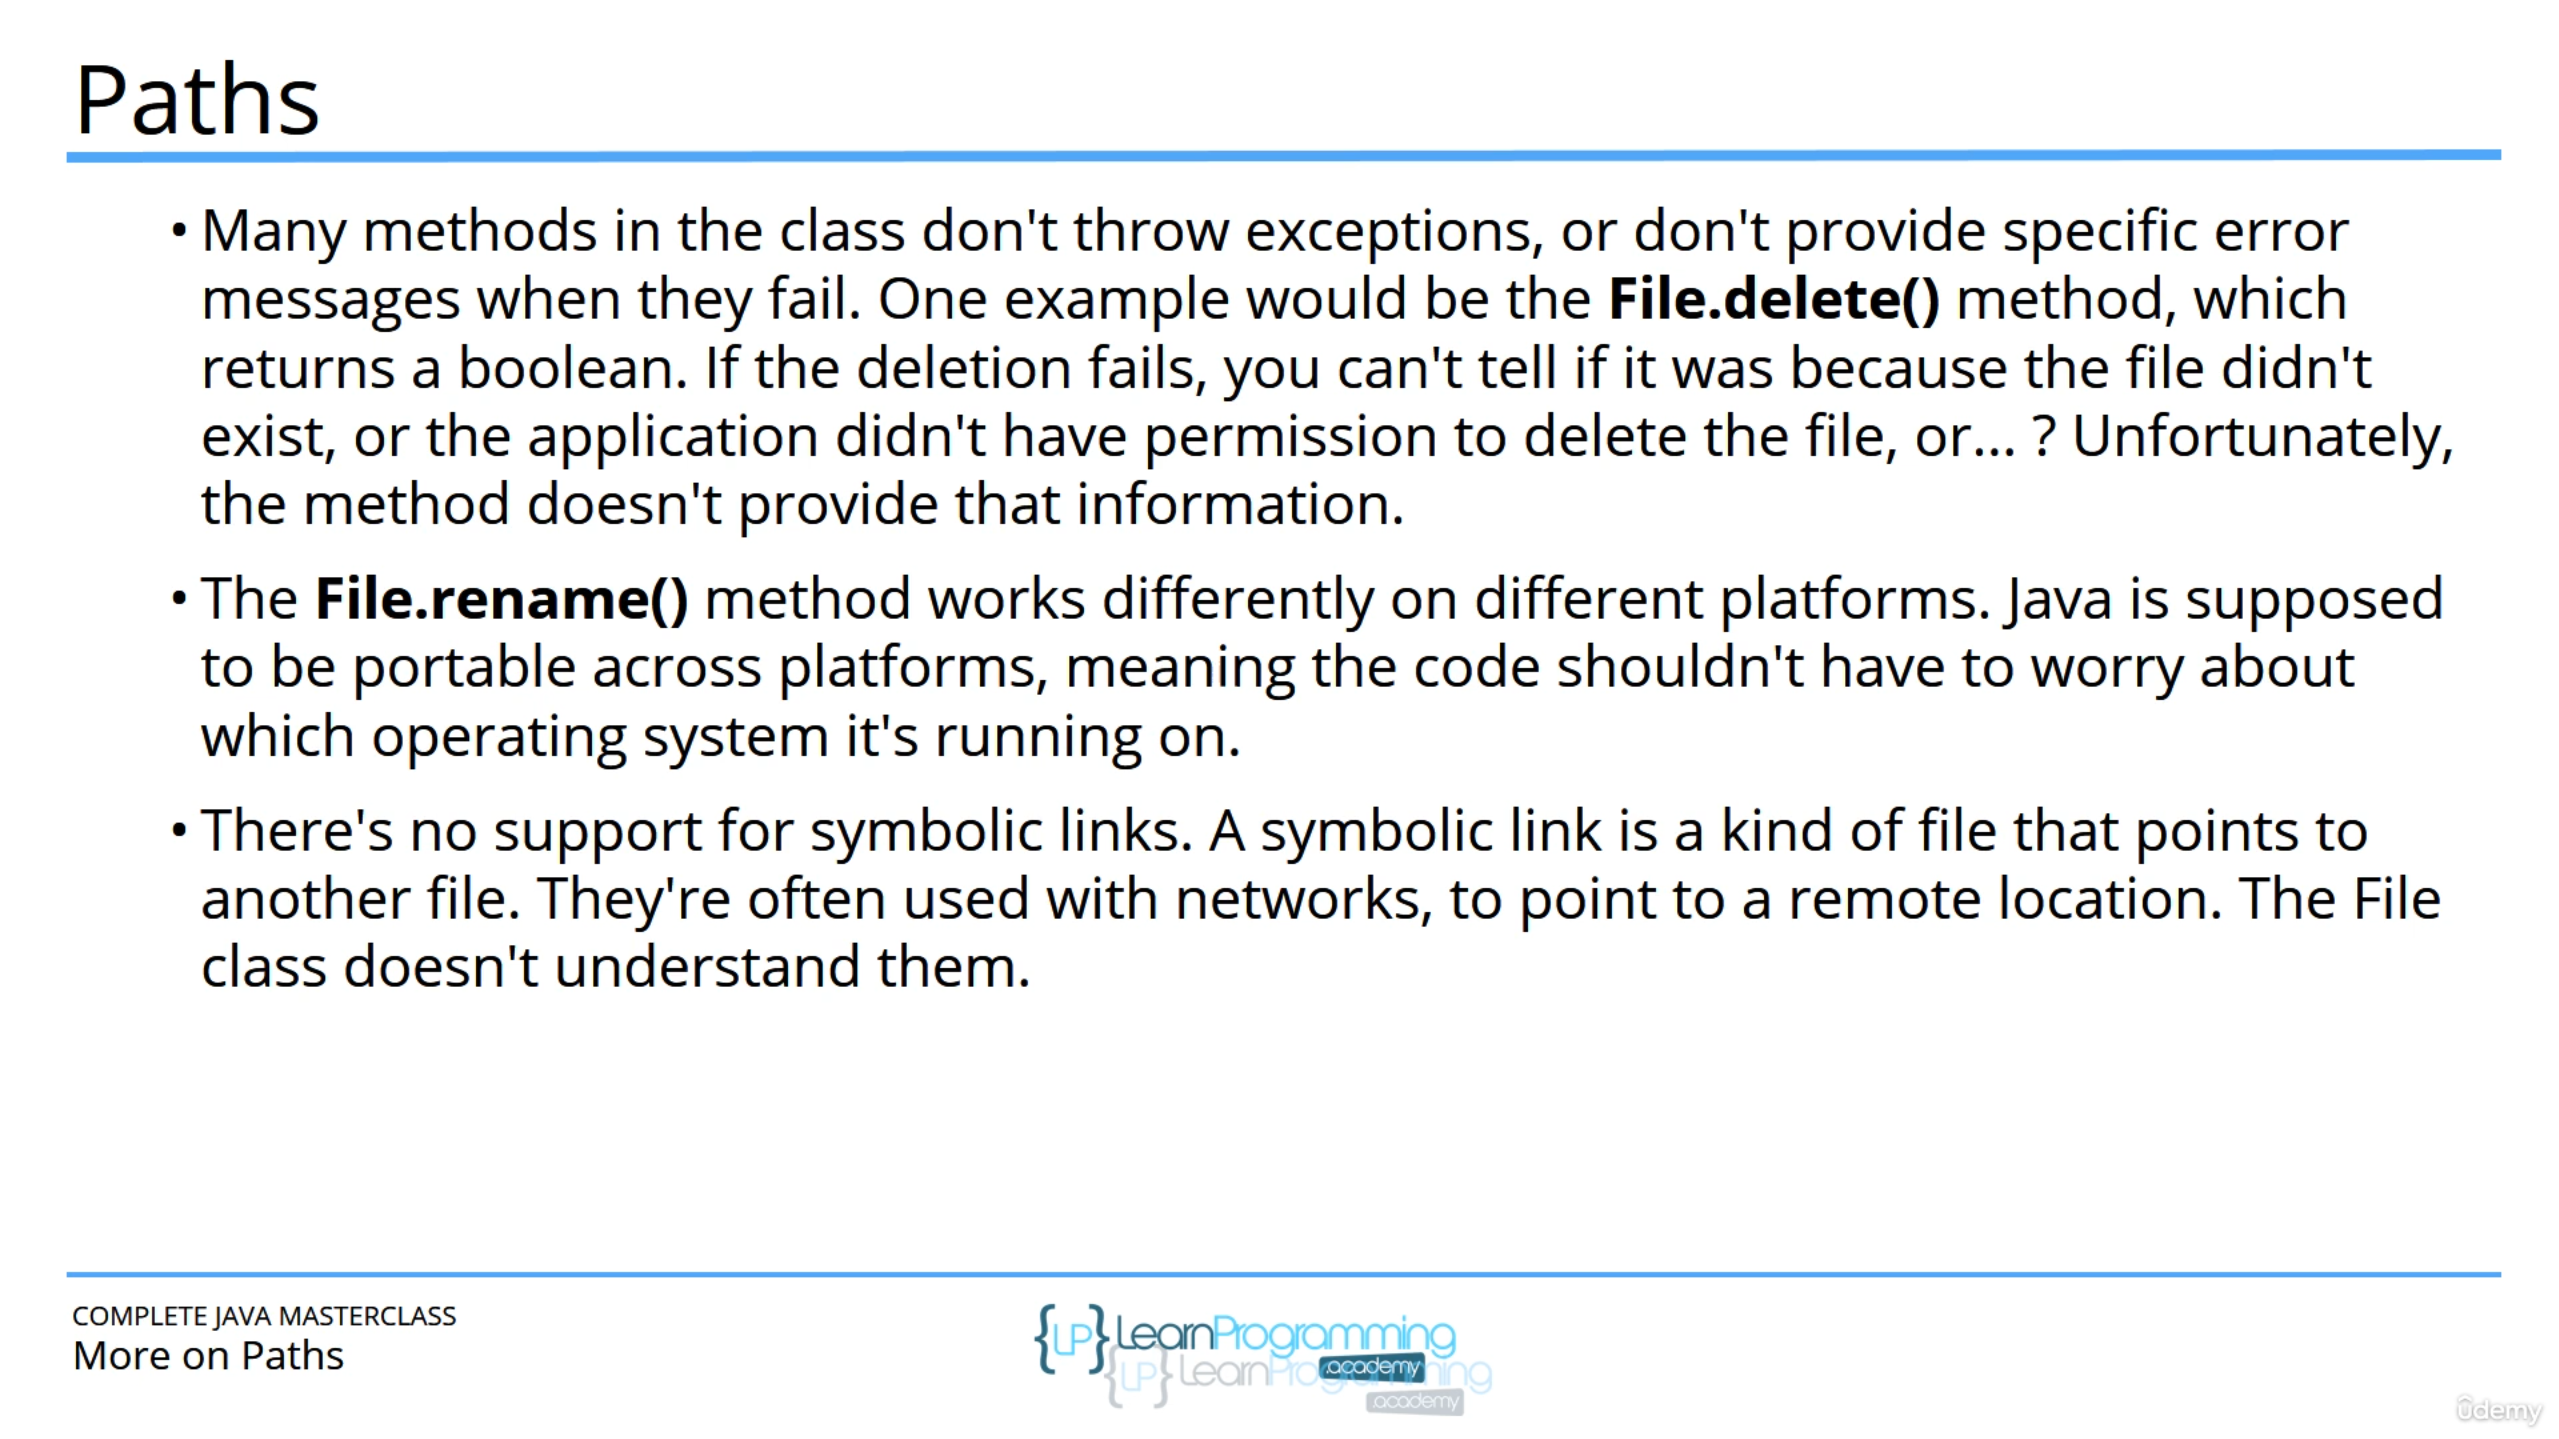 Paths
• Many methods in the class don't throw exceptions, or don't provide specific error
messages when they fail. One example would be the File.delete() method, which
returns a boolean. If the deletion fails, you can't tell if it was because the file didn't
exist, or the application didn't have permission to delete the file, or... ? Unfortunately,
the method doesn't provide that information.
• The File.rename() method works differently on different platforms. Java is supposed
to be portable across platforms, meaning the code shouldn't have to worry about
which operating system it's running on.
• There's no support for symbolic links. A symbolic link is a kind of file that points to
another file. They're often used with networks, to point to a remote location. The File
class doesn't understand them.
COMPLETE JAVA MASTERCLASS
More on Paths
{LP} LearnProgramming
.academy
{LP} LearnProgramming
.academy
ûdemy